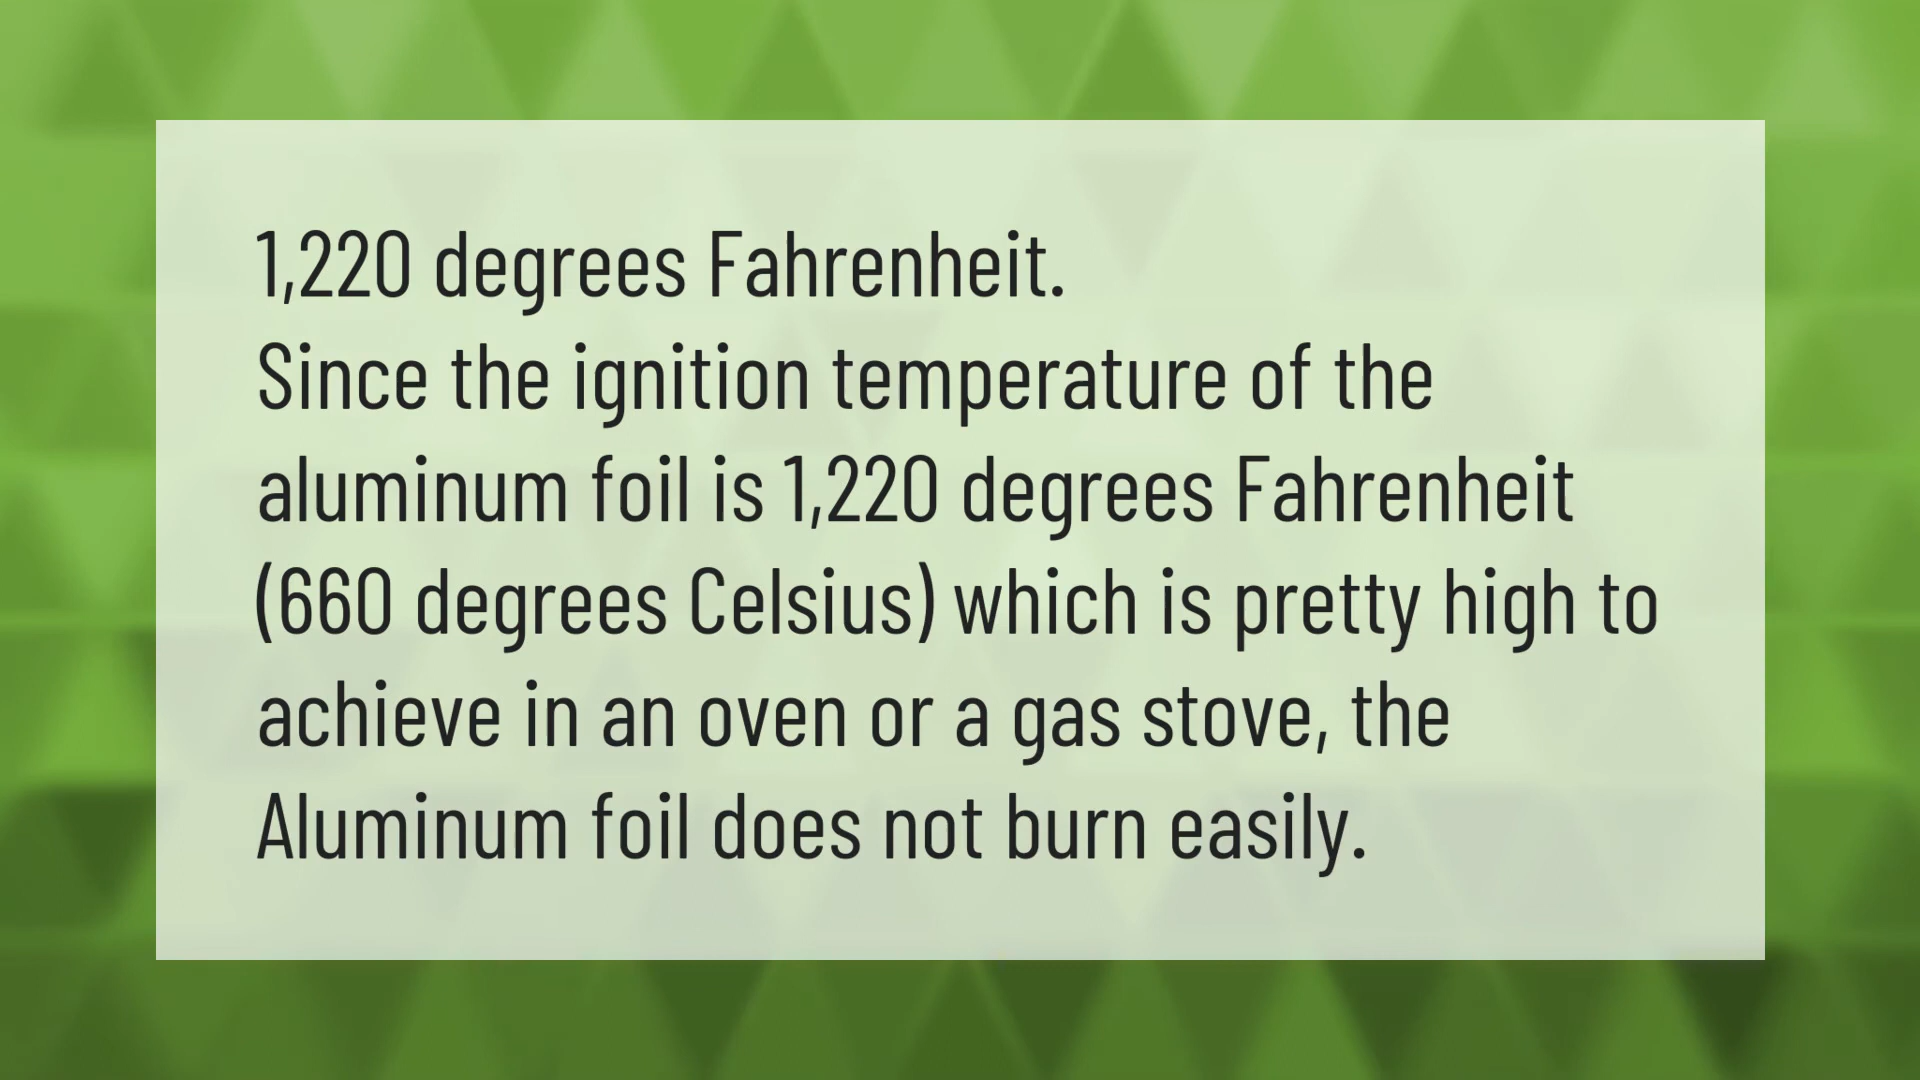 1,220 degrees Fahrenheit.
Since the ignition temperature of the
aluminum foil is 1,220 degrees Fahrenheit
(660 degrees Celsius) which is pretty high to
achieve in an oven or a gas stove, the
Aluminum foil does not burn easily.